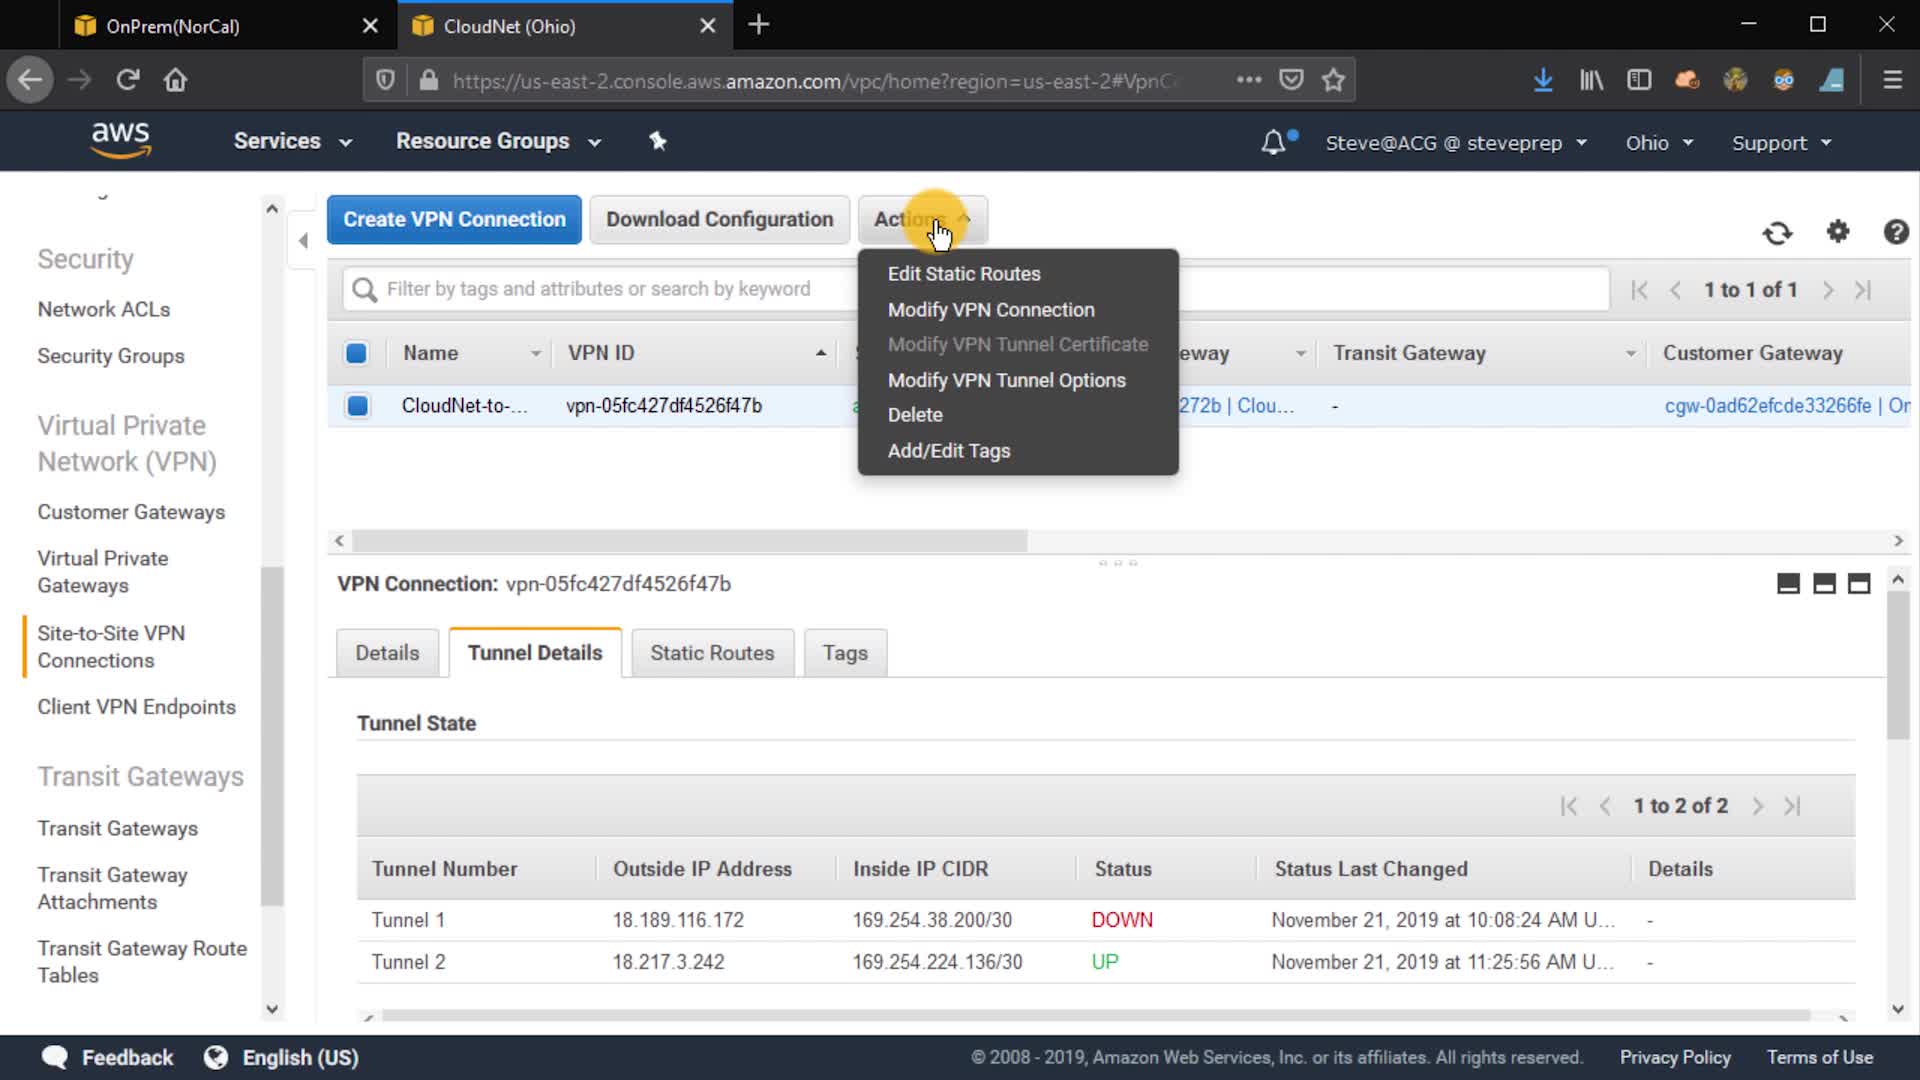 OnPrem(NorCal)
CloudNet (Ohio)
https://us-east-2.console.aws.amazon.com/vpc/home?region=us-east-2#VpnC
aws
Services
Resource Groups
Steve@ACG @ steveprep
Ohio
Support
Security
Network ACLs
Security Groups
Virtual Private
Network (VPN)
Customer Gateways
Virtual Private
Gateways
Site-to-Site VPN
Connections
Client VPN Endpoints
Transit Gateways
Transit Gateways
Transit Gateway
Attachments
Transit Gateway Route
Tables
Create VPN Connection
Download Configuration
Actions
Edit Static Routes
Modify VPN Connection
Modify VPN Tunnel Certificate
Modify VPN Tunnel Options
Delete
Add/Edit Tags
Filter by tags and attributes or search by keyword
1 to 1 of 1
Name VPN ID eway Transit Gateway Customer Gateway
CloudNet-to-... vpn-05fc427df4526f47b 272b | Clou... - cgw-0ad62efcde33266fe | On
VPN Connection: vpn-05fc427df4526f47b
Details
Tunnel Details
Static Routes
Tags
Tunnel State
1 to 2 of 2
Tunnel Number Outside IP Address Inside IP CIDR Status Status Last Changed Details
Tunnel 1 18.189.116.172 169.254.38.200/30 DOWN November 21, 2019 at 10:08:24 AM U... -
Tunnel 2 18.217.3.242 169.254.224.136/30 UP November 21, 2019 at 11:25:56 AM U... -
Feedback
English (US)
© 2008 - 2019, Amazon Web Services, Inc. or its affiliates. All rights reserved.
Privacy Policy
Terms of Use